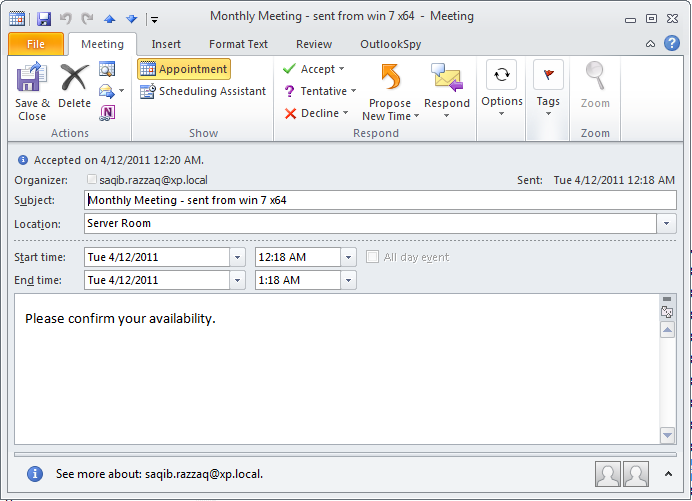 Monthly Meeting - sent from win 7 x64 - Meeting
File Meeting Insert Format Text Review OutlookSpy
Save & Close
Delete
Actions
Appointment
Scheduling Assistant
Show
Accept
Tentative
Decline
Propose New Time
Respond
Respond
Options
Tags
Zoom
Zoom
Accepted on 4/12/2011 12:20 AM.
Organizer: saqib.razzaq@xp.local Sent: Tue 4/12/2011 12:18 AM
Subject: Monthly Meeting - sent from win 7 x64
Location: Server Room
Start time: Tue 4/12/2011 12:18 AM All day event
End time: Tue 4/12/2011 1:18 AM
Please confirm your availability.
See more about: saqib.razzaq@xp.local.